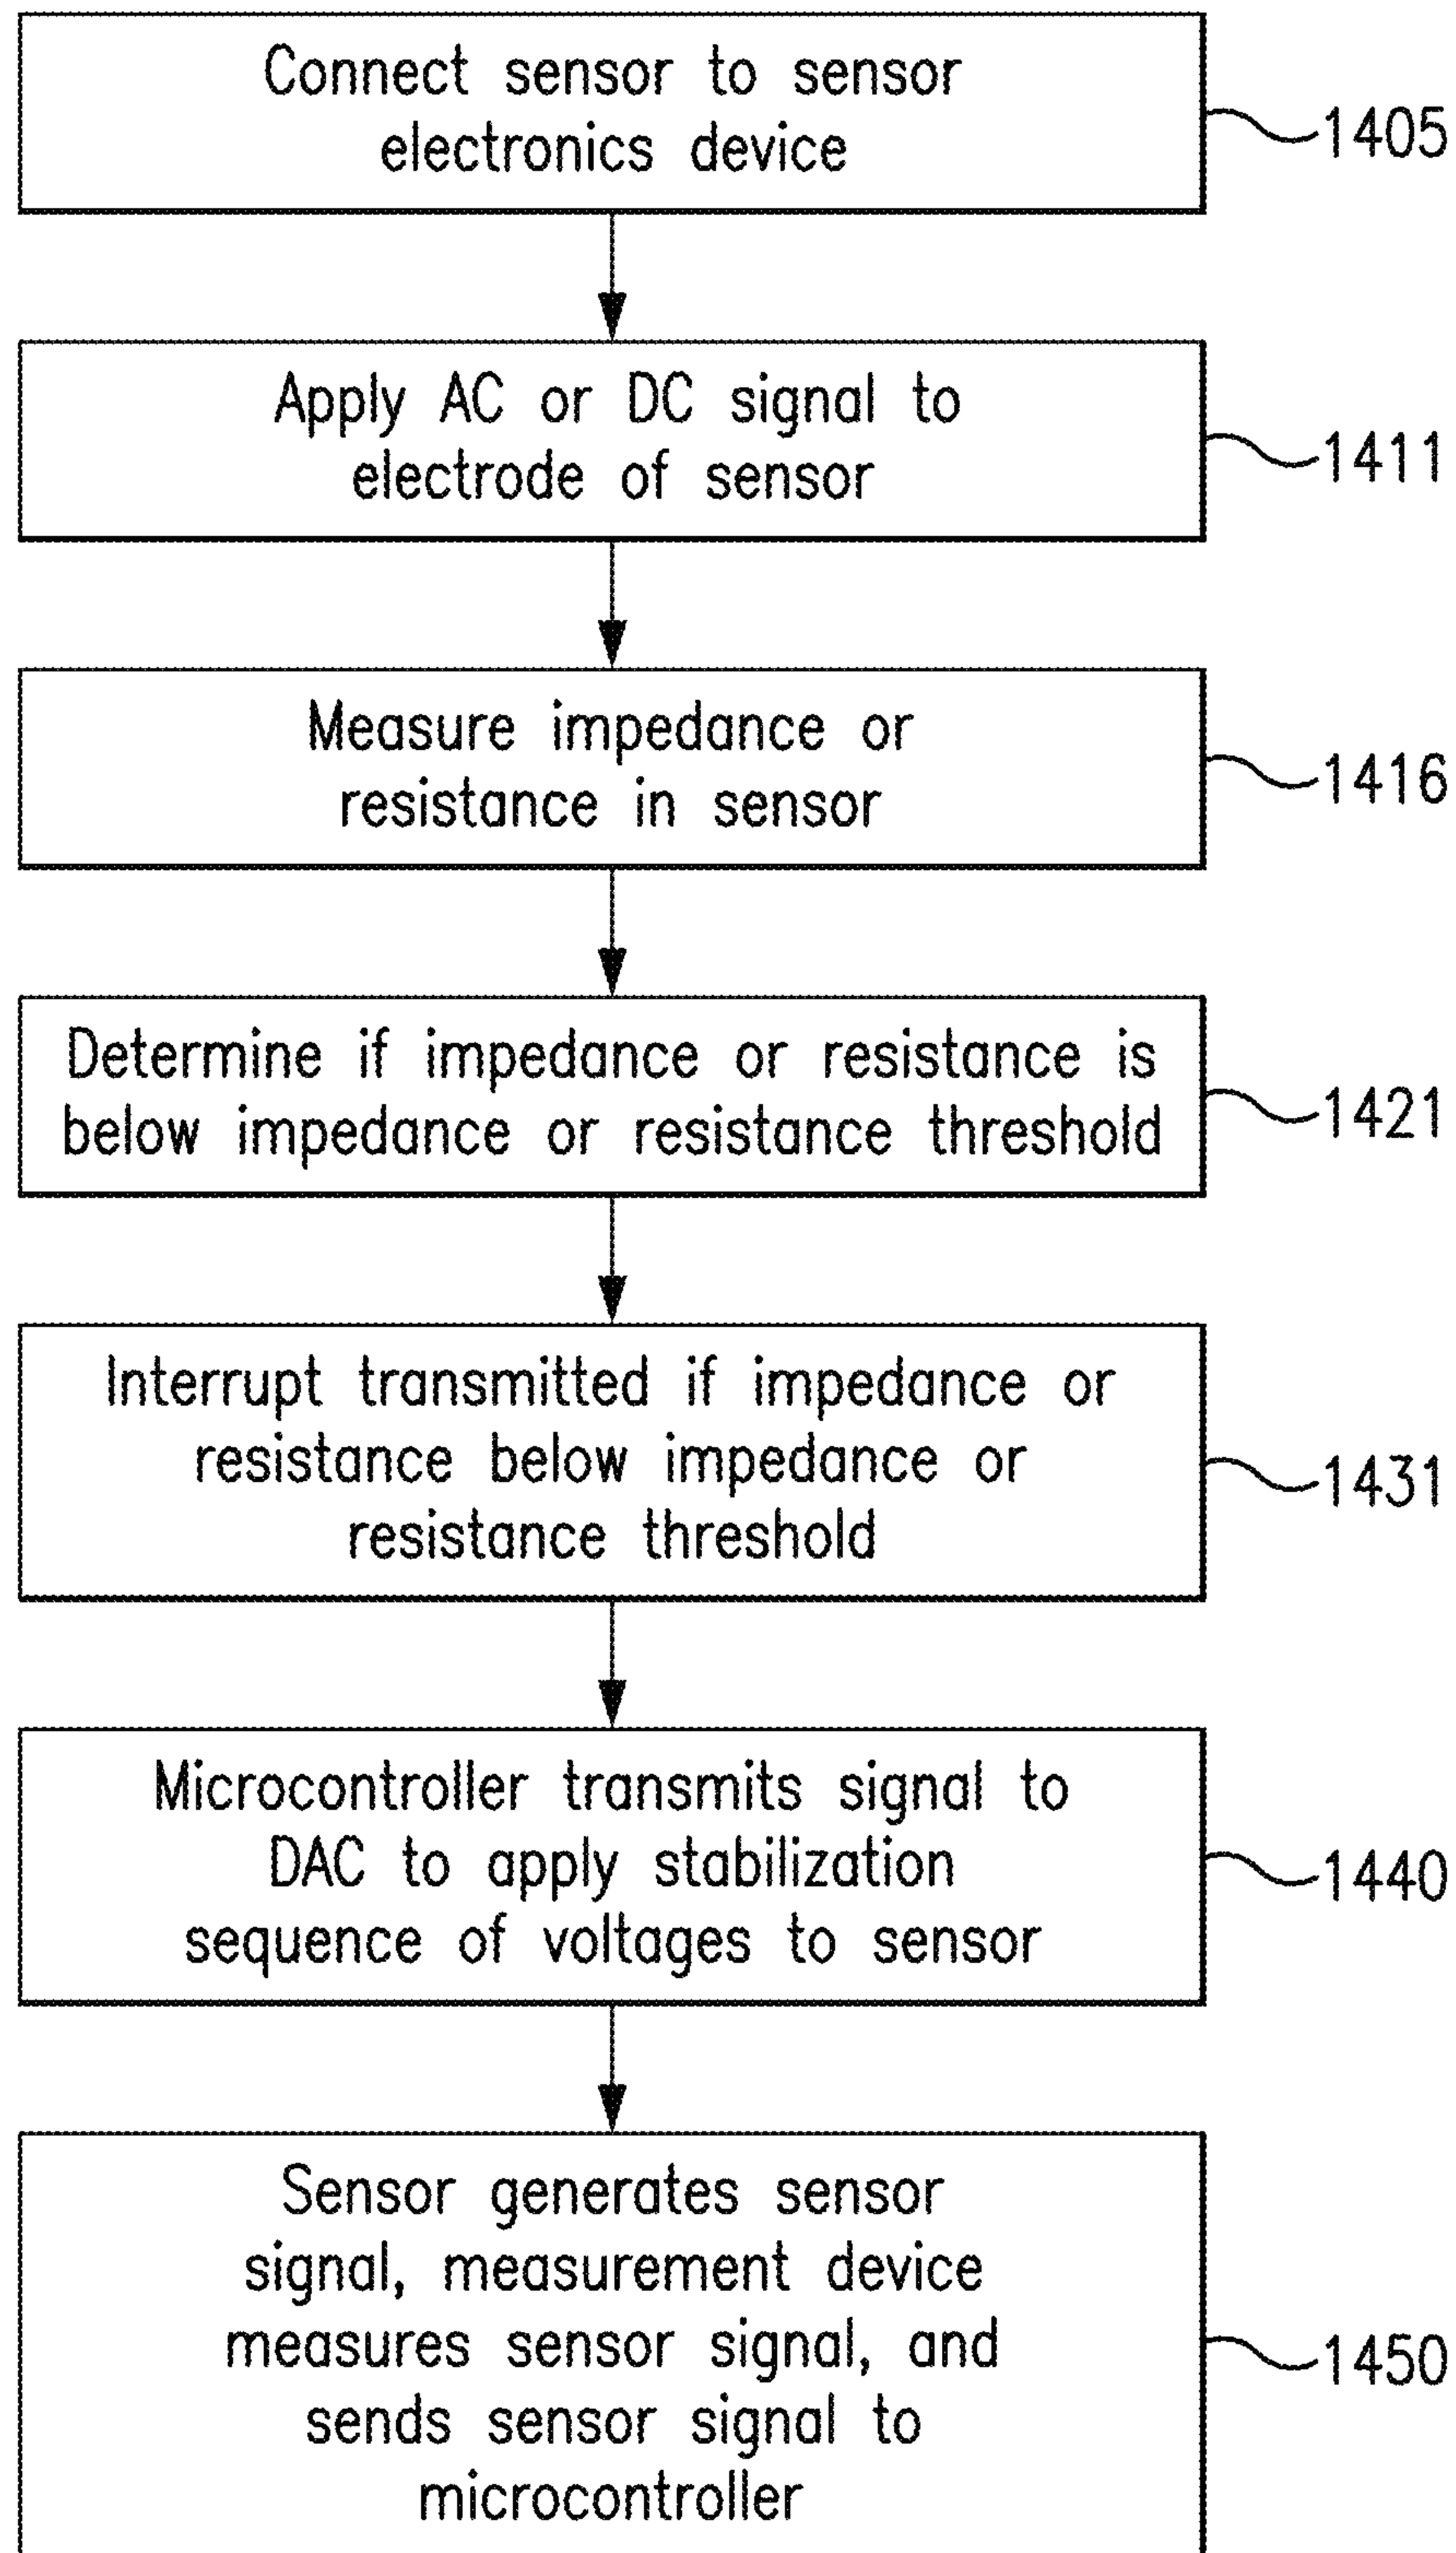 Connect sensor to sensor
electronics device
1405
Apply AC or DC signal to
electrode of sensor
1411
Measure impedance or
resistance in sensor
1416
Determine if impedance or resistance is
below impedance or resistance threshold
1421
Interrupt transmitted if impedance or
resistance below impedance or
resistance threshold
1431
Microcontroller transmits signal to
DAC to apply stabilization
sequence of voltages to sensor
1440
Sensor generates sensor
signal, measurement device
measures sensor signal, and
sends sensor signal to
microcontroller
1450